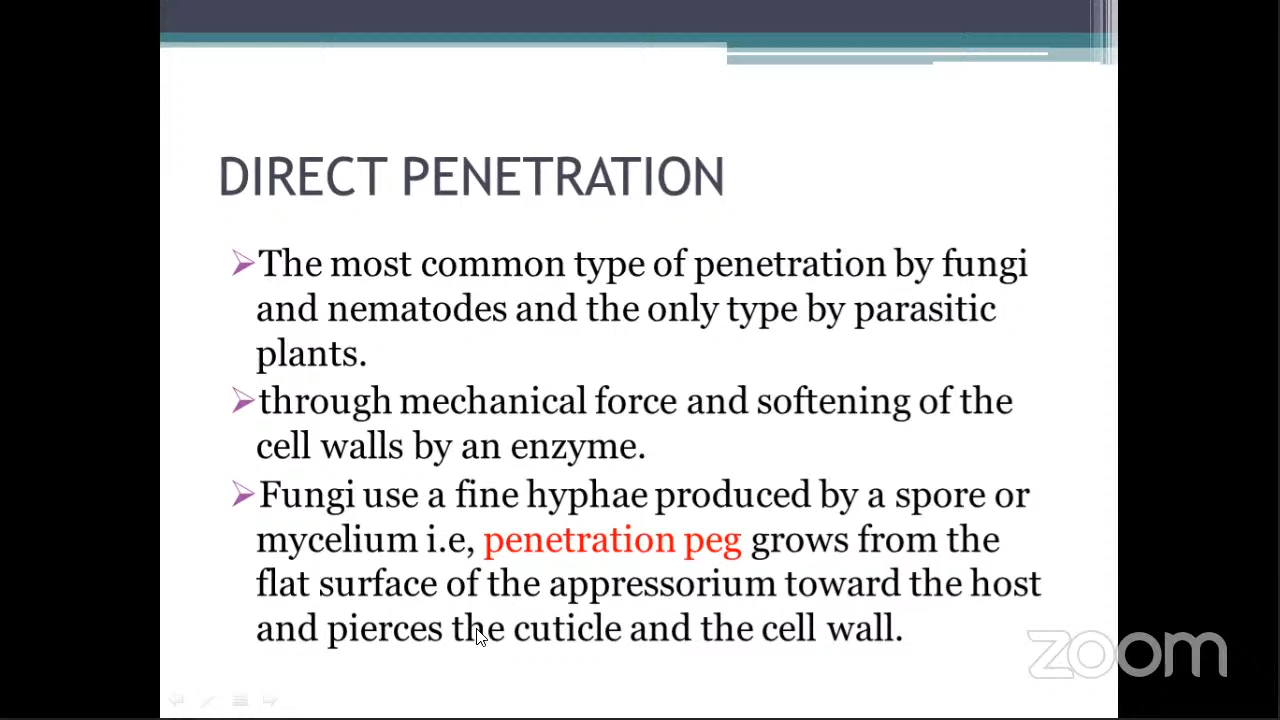 DIRECT PENETRATION
The most common type of penetration by fungi
and nematodes and the only type by parasitic
plants.
through mechanical force and softening of the
cell walls by an enzyme.
Fungi use a fine hyphae produced by a spore or
mycelium i.e, penetration peg grows from the
flat surface of the appressorium toward the host
and pierces the cuticle and the cell wall.
zoom